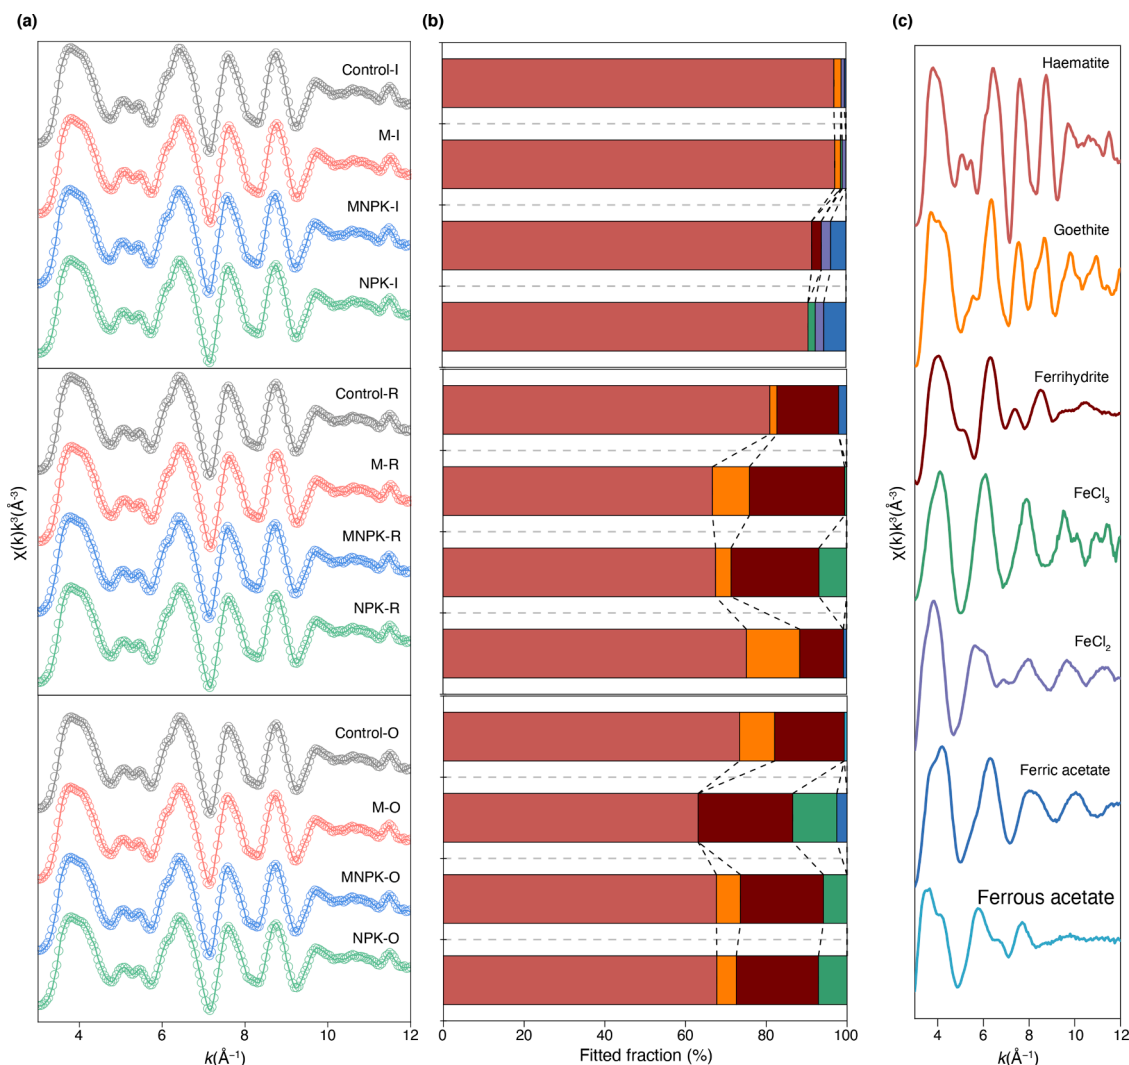 (a)
(b)
(c)
Control-I
M-I
MNPK-I
NPK-I
Control-R
M-R
MNPK-R
NPK-R
Control-O
M-O
MNPK-O
NPK-O
χ(k)k³(Å⁻³)
4
6
8
10
12
k(Å⁻¹)
0
20
40
60
80
100
Fitted fraction (%)
Haematite
Goethite
Ferrihydrite
FeCl₃
FeCl₂
Ferric acetate
Ferrous acetate
χ(k)k³(Å⁻³)
4
6
8
10
12
k(Å⁻¹)